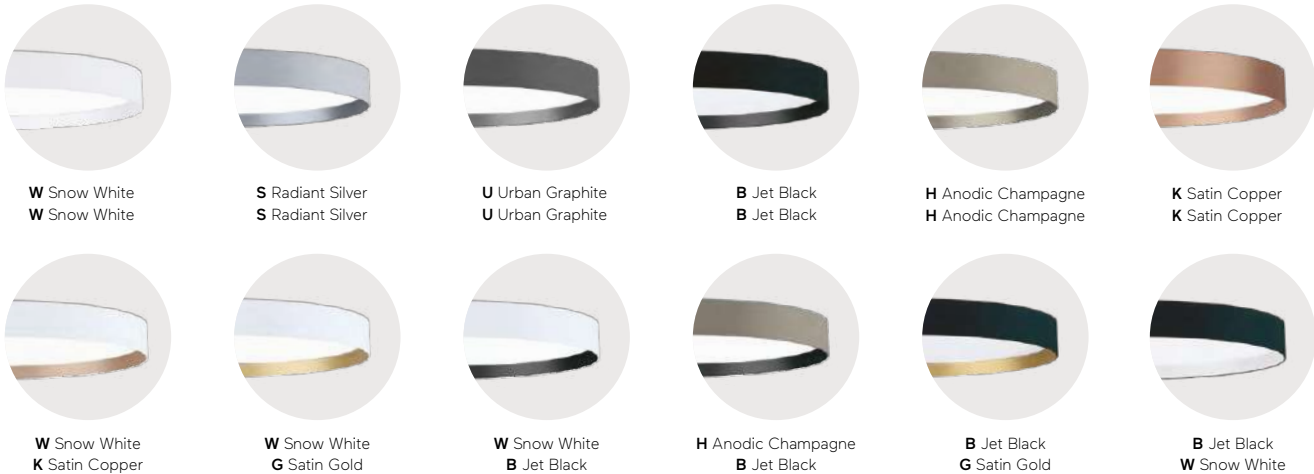 W Snow White
W Snow White
S Radiant Silver
S Radiant Silver
U Urban Graphite
U Urban Graphite
B Jet Black
B Jet Black
H Anodic Champagne
H Anodic Champagne
K Satin Copper
K Satin Copper
W Snow White
K Satin Copper
W Snow White
G Satin Gold
W Snow White
B Jet Black
H Anodic Champagne
B Jet Black
B Jet Black
G Satin Gold
B Jet Black
W Snow White